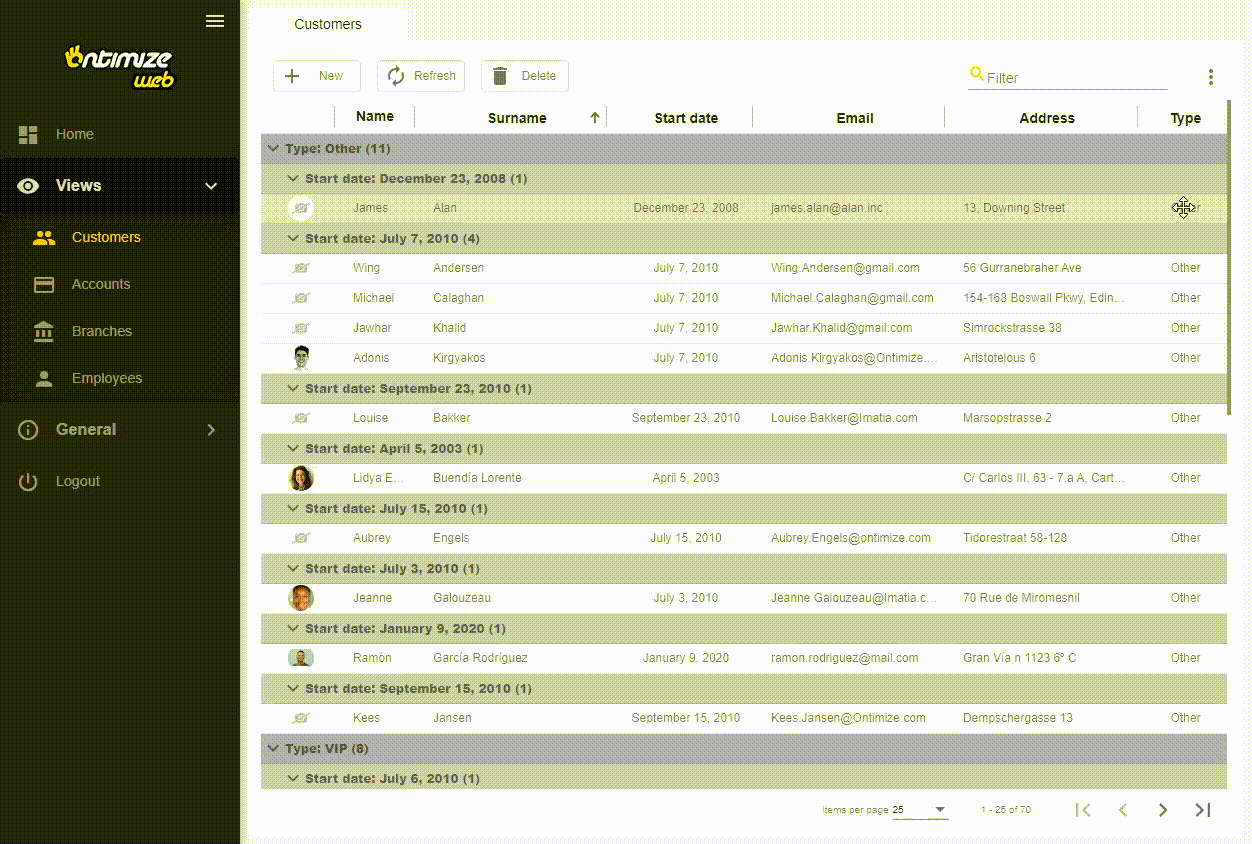 Ontimize
web
Home
Views
Customers
Accounts
Branches
Employees
General
Logout
Customers
New Refresh Delete Filter
Name Surname Start date Email Address Type
Type: Other (11)
Start date: December 23, 2008 (1)
James Alan December 23, 2008 james.alan@alan.inc 13, Downing Street
Start date: July 7, 2010 (4)
Wing Andersen July 7, 2010 Wing.Andersen@gmail.com 56 Gurranebraher Ave Other
Michael Calaghan July 7, 2010 Michael.Calaghan@gmail.com 154-168 Boswall Pkwy, Edin... Other
Jawhar Khalid July 7, 2010 Jawhar.Khalid@gmail.com Simrockstrasse 38 Other
Adonis Kirgyakos July 7, 2010 Adonis.Kirgyakos@Ontimize.... Aristotelous 6 Other
Start date: September 23, 2010 (1)
Louise Bakker September 23, 2010 Louise.Bakker@Imatia.com Marsopstrasse 2 Other
Start date: April 5, 2003 (1)
Lidya E... Buendía Lorente April 5, 2003 C/ Carlos III, 63 - 7.a A, Cart... Other
Start date: July 15, 2010 (1)
Aubrey Engels July 15, 2010 Aubrey.Engels@ontimize.com Tidorestraat 58-128 Other
Start date: July 3, 2010 (1)
Jeanne Galouzeau July 3, 2010 Jeanne.Galouzeau@Imatia.c... 70 Rue de Miromesnil Other
Start date: January 9, 2020 (1)
Ramón García Rodríguez January 9, 2020 ramon.rodriguez@mail.com Gran Vía n 1123 6º C Other
Start date: September 15, 2010 (1)
Kees Jansen September 15, 2010 Kees.Jansen@Ontimize.com Dempschergasse 13 Other
Type: VIP (8)
Start date: July 6, 2010 (1)
Items per page 25 1 - 25 of 70